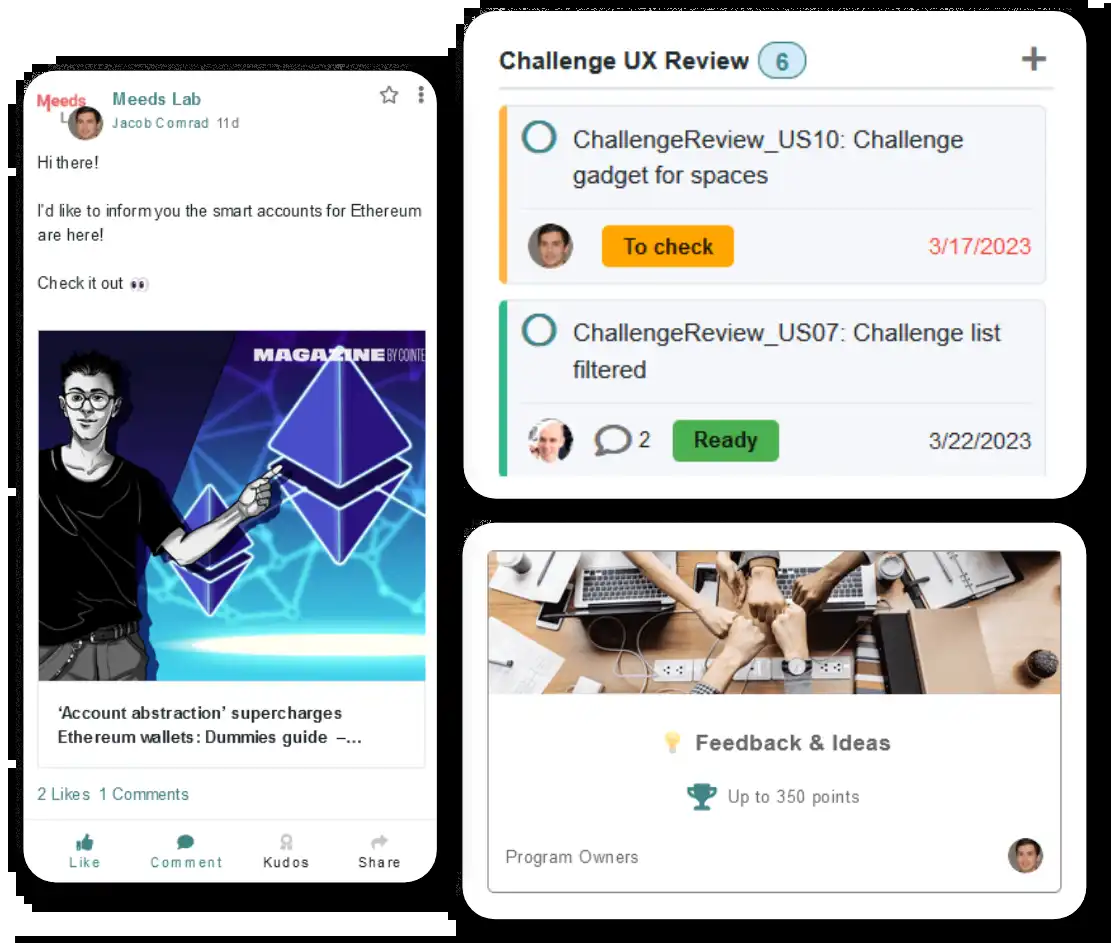 Meeds
L
Meeds Lab
Jacob Comrad 11d
Hi there!
I'd like to inform you the smart accounts for Ethereum
are here!
Check it out 👀
MAGAZINE BY COINTE
'Account abstraction' supercharges
Ethereum wallets: Dummies guide –...
2 Likes 1 Comments
Like Comment Kudos Share
Challenge UX Review 6
ChallengeReview_US10: Challenge
gadget for spaces
To check 3/17/2023
ChallengeReview_US07: Challenge list
filtered
2 Ready 3/22/2023
Feedback & Ideas
Up to 350 points
Program Owners